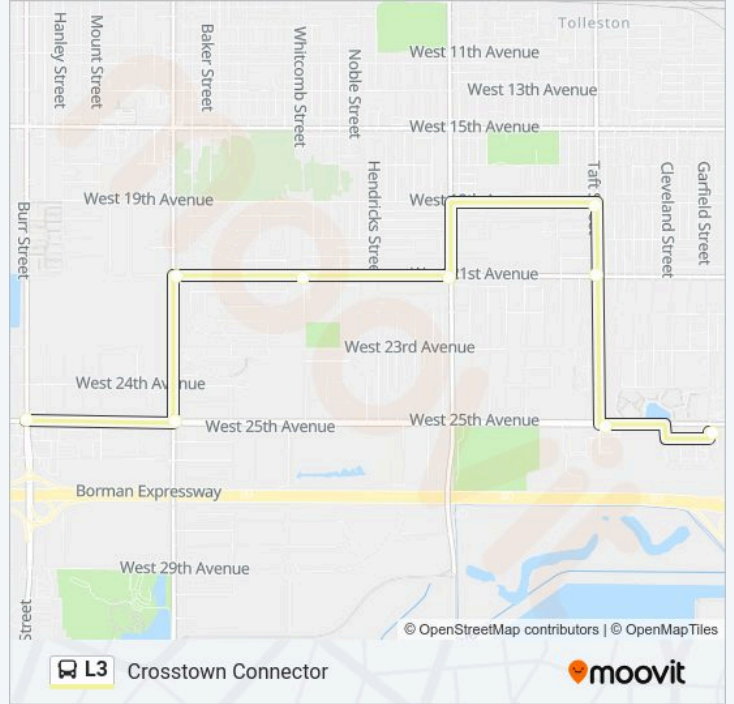 Tolleston
West 11th Avenue
West 13th Avenue
West 15th Avenue
Hanley Street
Mount Street
Baker Street
Whitcomb Street
Noble Street
Hendricks Stree
Taft S
Cleveland Street
Garfield Street
Burr Street
West 19th Avenue
West
1st Avenue
West 23rd Avenue
West 24th Avenue
West 25th Avenue
West 25th Avenue
Borman Expressway
West 29th Avenue
Street
© OpenStreetMap contributors | © OpenMapTiles
L3 Crosstown Connector
moovit
moovit